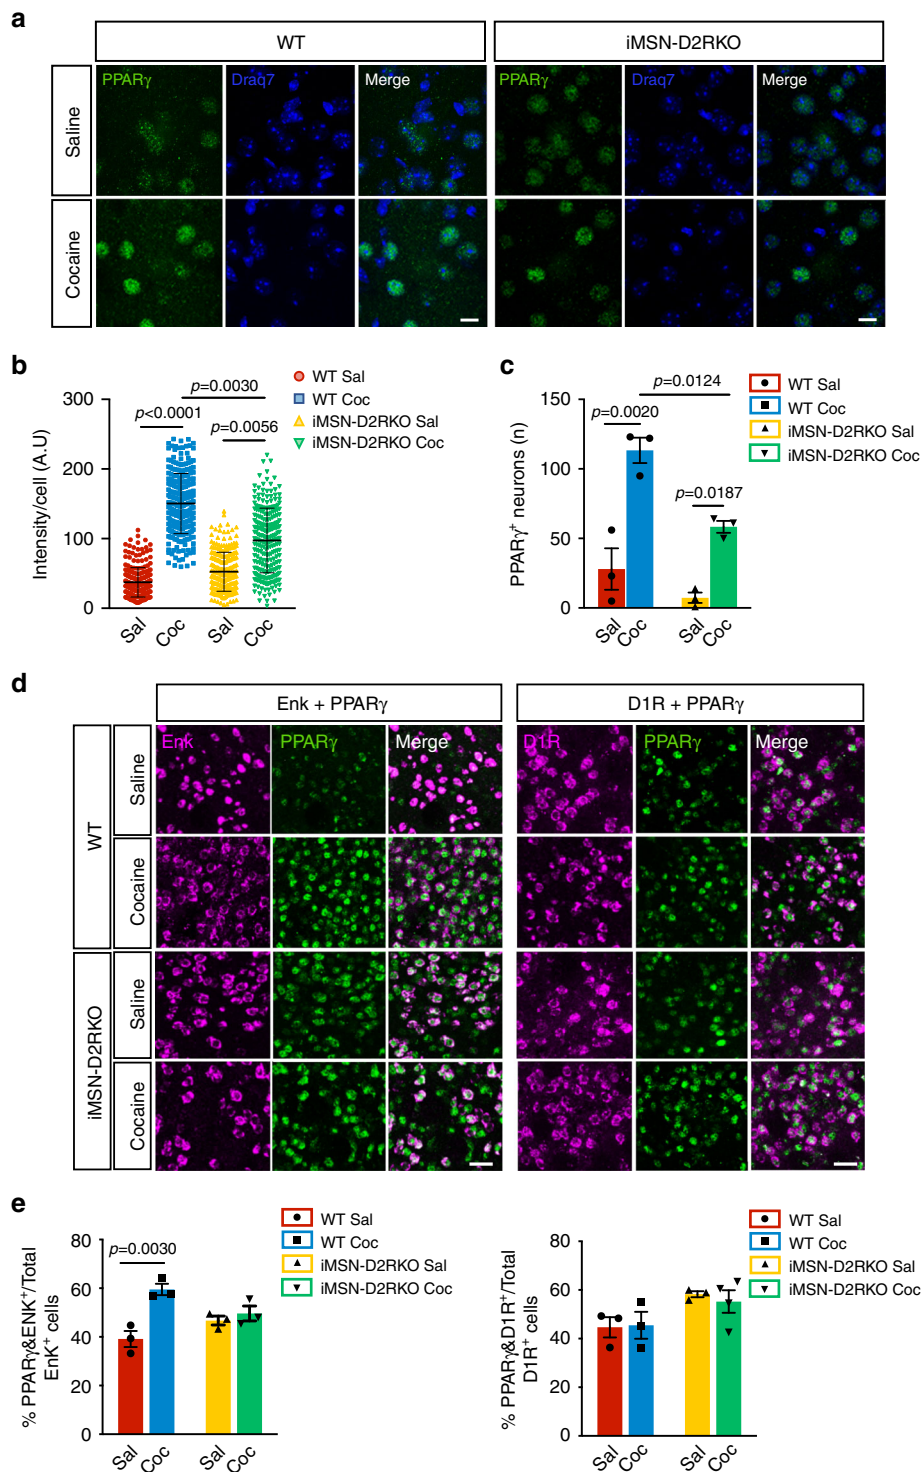 a
WT
iMSN-D2RKO
Saline
PPARγ
Draq7
Merge
PPARγ
Draq7
Merge
Cocaine
b
300
200
100
0
Intensity/cell (A.U)
p<0.0001
p=0.0030
p=0.0056
Sal
Coc
Sal
Coc
WT Sal
WT Coc
iMSN-D2RKO Sal
iMSN-D2RKO Coc
c
150
100
50
0
PPARγ+ neurons (n)
p=0.0020
p=0.0124
p=0.0187
Sal
Coc
Sal
Coc
WT Sal
WT Coc
iMSN-D2RKO Sal
iMSN-D2RKO Coc
d
Enk + PPARγ
D1R + PPARγ
WT
Saline
Enk
PPARγ
Merge
D1R
PPARγ
Merge
Cocaine
iMSN-D2RKO
Saline
Cocaine
e
80
60
40
20
0
% PPARγ&ENK+/Total
EnK+ cells
p=0.0030
Sal
Coc
Sal
Coc
WT Sal
WT Coc
iMSN-D2RKO Sal
iMSN-D2RKO Coc
80
60
40
20
0
% PPARγ&D1R+/Total
D1R+ cells
Sal
Coc
Sal
Coc
WT Sal
WT Coc
iMSN-D2RKO Sal
iMSN-D2RKO Coc